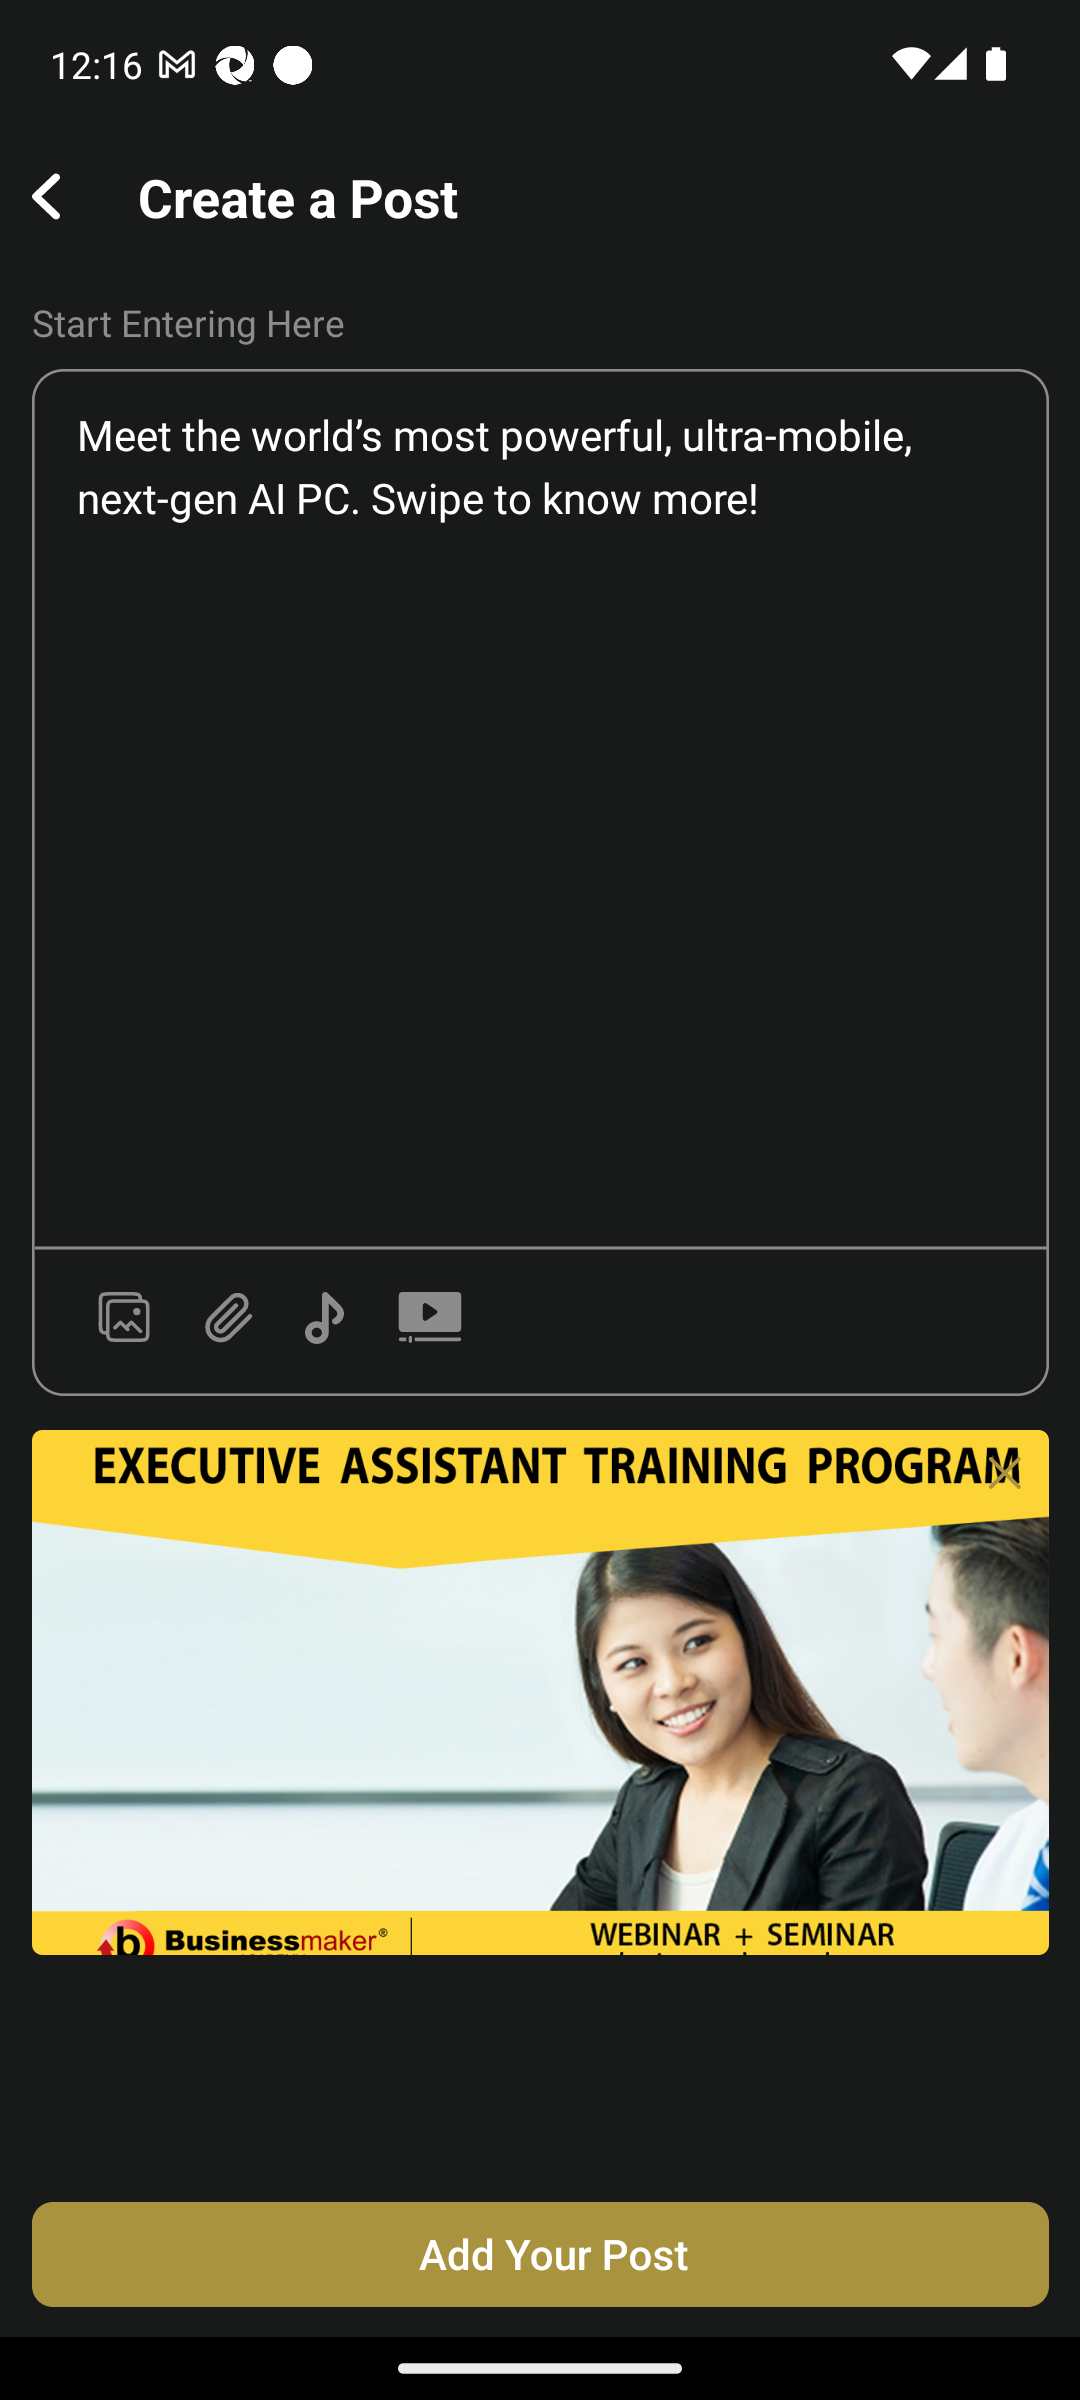 12:16
Create a Post
Start Entering Here
Meet the world’s most powerful, ultra-mobile,
next-gen AI PC. Swipe to know more!
EXECUTIVE ASSISTANT TRAINING PROGRAM
b Businessmaker®
WEBINAR + SEMINAR
Add Your Post